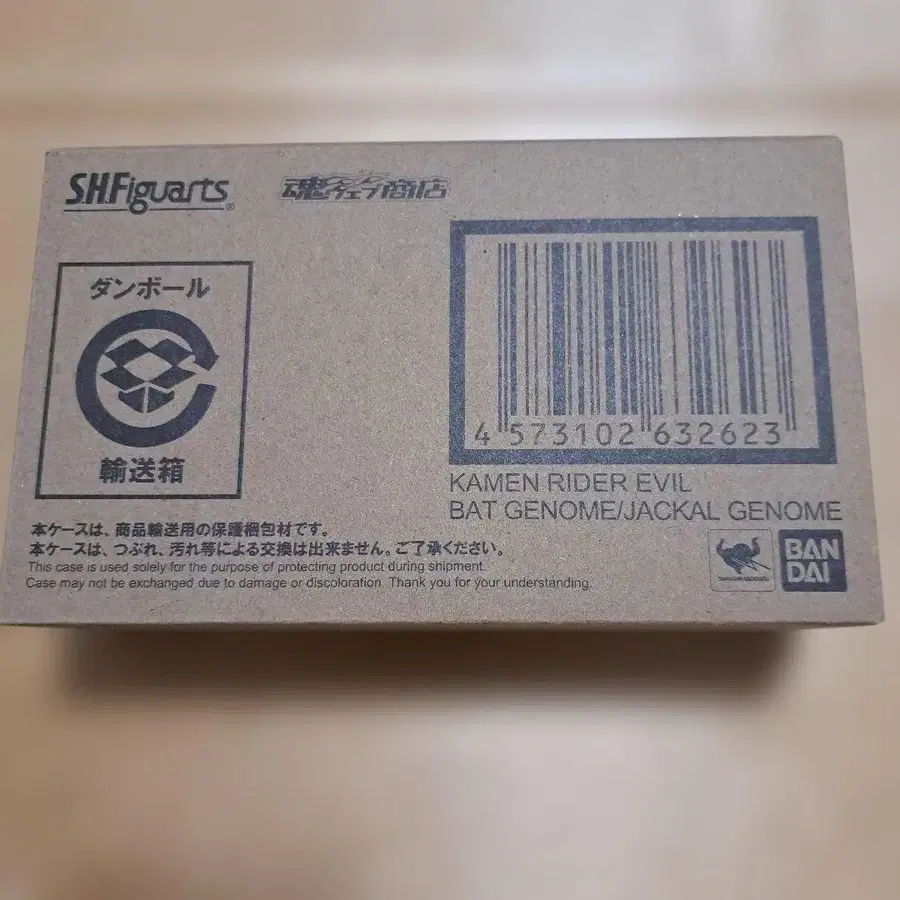 S.H.Figuarts
魂ウェブ商店
ダンボール
輸送箱
4 573102 632623
KAMEN RIDER EVIL
BAT GENOME/JACKAL GENOME
本ケースは、商品輸送用の保護梱包材です。
本ケースは、つぶれ、汚れ等による交換は出来ません。ご了承ください。
This case is used solely for the purpose of protecting product during shipment.
Case may not be exchanged due to damage or discoloration. Thank you for your understanding.
TAMASHII NATIONS
BAN
DAI